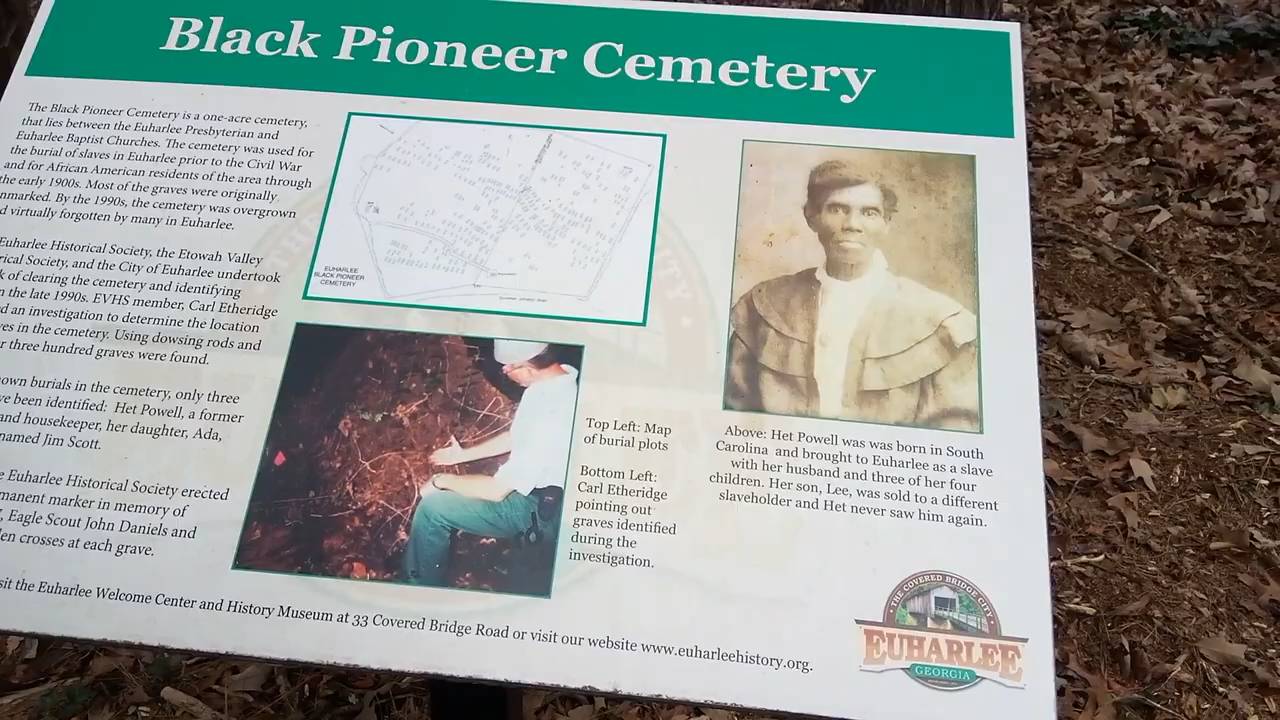 Black Pioneer Cemetery
The Black Pioneer Cemetery is a one-acre cemetery,
that lies between the Euharlee Presbyterian and
Euharlee Baptist Churches. The cemetery was used for
the burial of slaves in Euharlee prior to the Civil War
and for African American residents of the area through
the early 1900s. Most of the graves were originally
nmarked. By the 1990s, the cemetery was overgrown
d virtually forgotten by many in Euharlee.
Euharlee Historical Society, the Etowah Valley
rical Society, and the City of Euharlee undertook
k of clearing the cemetery and identifying
n the late 1990s. EVHS member, Carl Etheridge
d an investigation to determine the location
ves in the cemetery. Using dowsing rods and
r three hundred graves were found.
own burials in the cemetery, only three
ve been identified: Het Powell, a former
and housekeeper, her daughter, Ada,
named Jim Scott.
e Euharlee Historical Society erected
manent marker in memory of
, Eagle Scout John Daniels and
en crosses at each grave.
EUHARLEE
BLACK PIONEER
CEMETERY
Top Left: Map
of burial plots
Bottom Left:
Carl Etheridge
pointing out
graves identified
during the
investigation.
Above: Het Powell was was born in South
Carolina and brought to Euharlee as a slave
with her husband and three of her four
children. Her son, Lee, was sold to a different
slaveholder and Het never saw him again.
sit the Euharlee Welcome Center and History Museum at 33 Covered Bridge Road or visit our website www.euharleehistory.org.
THE COVERED BRIDGE CITY
EUHARLEE
GEORGIA